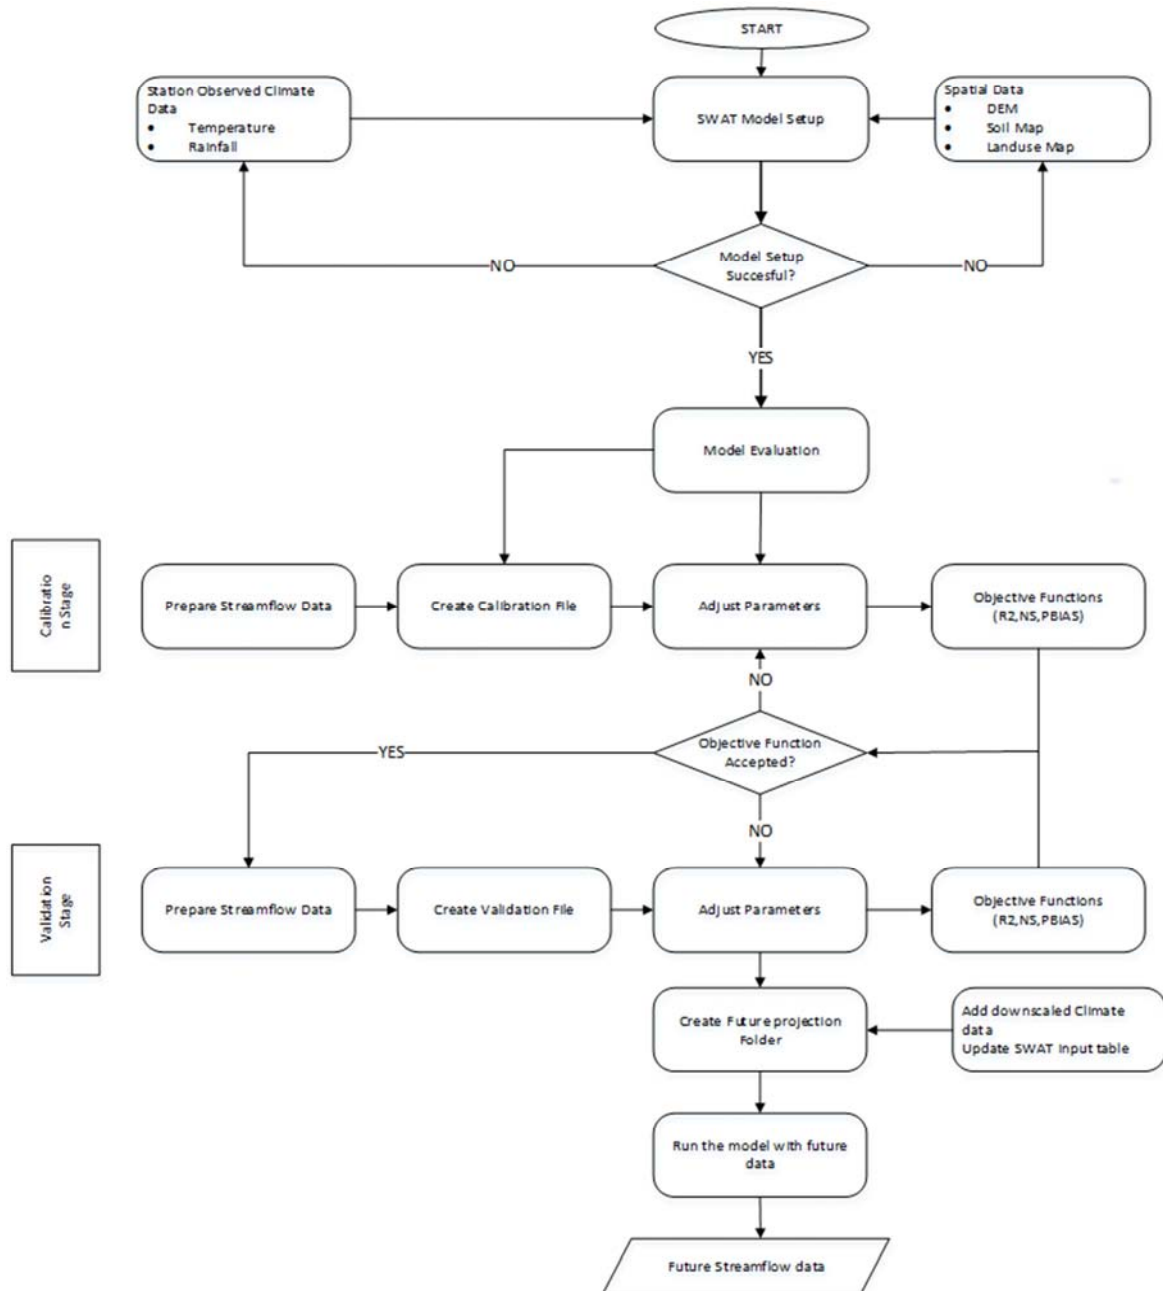 START
Station Observed Climate
Data
• Temperature
• Rainfall
SWAT Model Setup
Spatial Data
• DEM
• Soil Map
• Landuse Map
Model Setup
Succesful?
NO
NO
YES
Model Evaluation
Calibratio
n Stage
Prepare Streamflow Data
Create Calibration File
Adjust Parameters
Objective Functions
(R2,NS,PBIAS)
NO
YES
Objective Function
Accepted?
NO
Validation
Stage
Prepare Streamflow Data
Create Validation File
Adjust Parameters
Objective Functions
(R2,NS,PBIAS)
Create Future projection
Folder
Add downscaled Climate
data
Update SWAT Input table
Run the model with future
data
Future Streamflow data